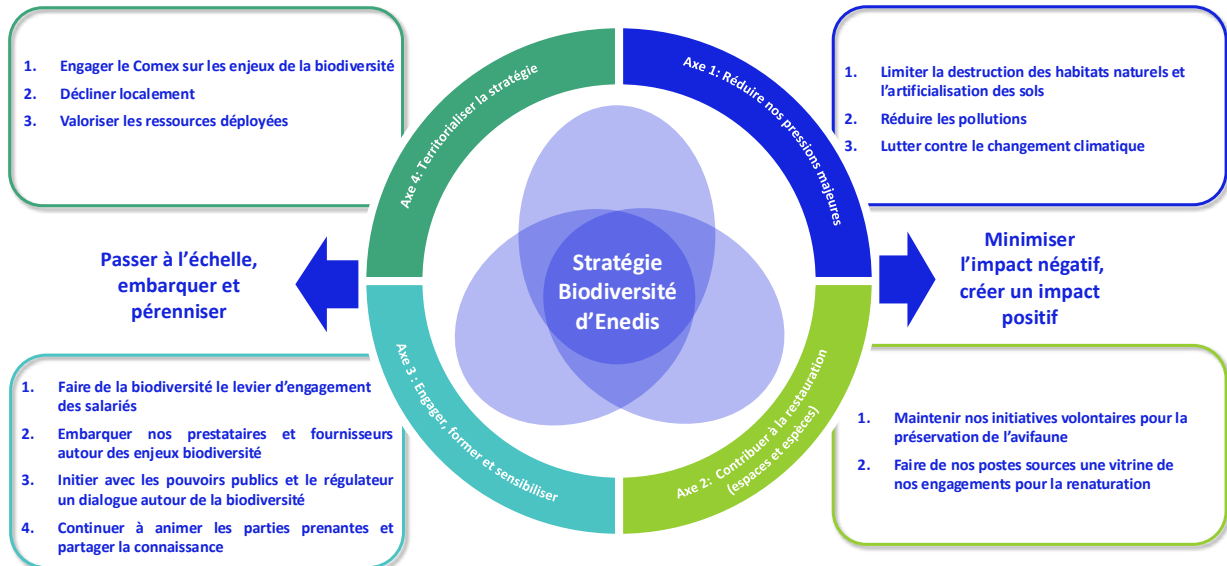 1. Engager le Comex sur les enjeux de la biodiversité
2. Décliner localement
3. Valoriser les ressources déployées
Axe 4: Territorialiser la stratégie
Axe 1: Réduire nos pressions majeures
1. Limiter la destruction des habitats naturels et
l'artificialisation des sols
2. Réduire les pollutions
3. Lutter contre le changement climatique
Passer à l'échelle,
embarquer et
pérenniser
Stratégie
Biodiversité
d'Enedis
Minimiser
l'impact négatif,
créer un impact
positif
1. Faire de la biodiversité le levier d'engagement
des salariés
2. Embarquer nos prestataires et fournisseurs
autour des enjeux biodiversité
3. Initier avec les pouvoirs publics et le régulateur
un dialogue autour de la biodiversité
4. Continuer à animer les parties prenantes et
partager la connaissance
Axe 3 : Engager, former et sensibiliser
Axe 2: Contribuer à la restauration
(espaces et espèces)
1. Maintenir nos initiatives volontaires pour la
préservation de l'avifaune
2. Faire de nos postes sources une vitrine de
nos engagements pour la renaturation